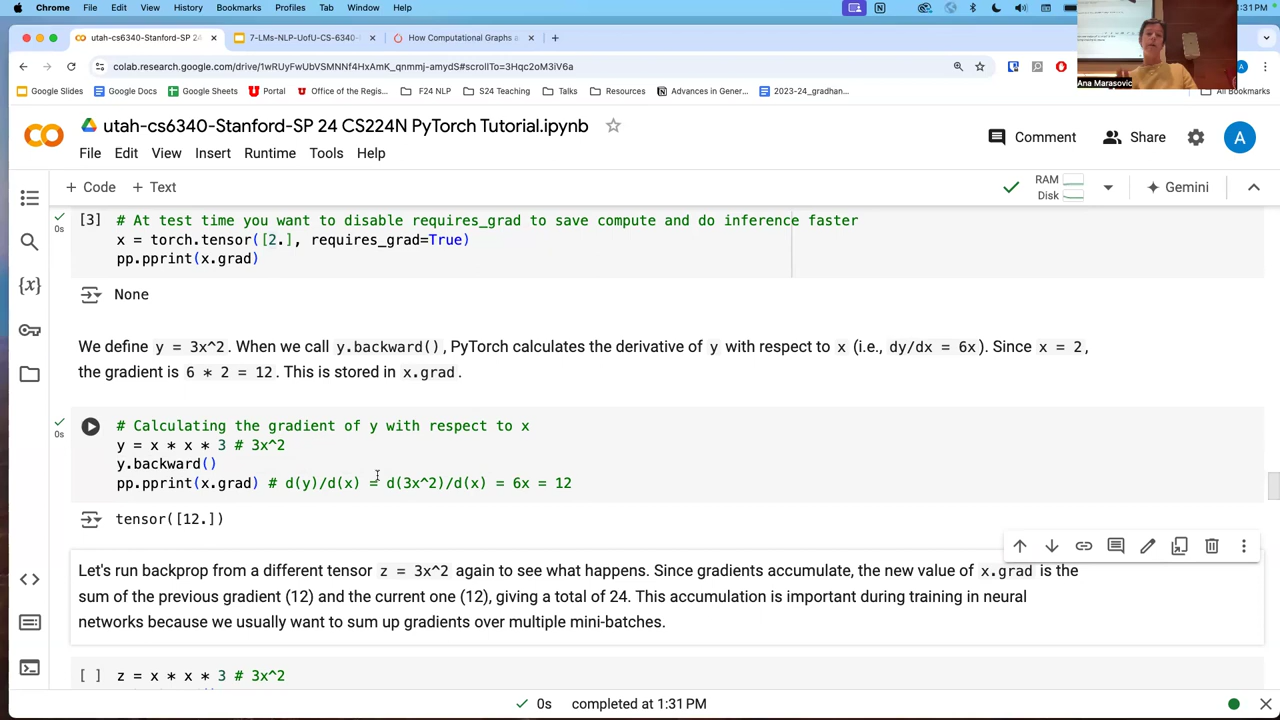 Chrome File Edit View History Bookmarks Profiles Tab Window Help 1:31 PM
utah-cs6340-Stanford-SP 24 7-LMs-NLP-UofU-CS-6340- How Computational Graphs a
colab.research.google.com/drive/1wRUyFwUbVSMNNf4HxAmK_qnmmj-amydS#scrollTo=3Hqc2oM3iV6a
Google Slides Google Docs Google Sheets Portal Office of the Regi... F24 NLP S24 Teaching Talks Resources Advances in Gener... 2023-24_gradhan... All Bookmarks
Ana Marasovic
utah-cs6340-Stanford-SP 24 CS224N PyTorch Tutorial.ipynb
Comment Share A
File Edit View Insert Runtime Tools Help
+ Code + Text RAM Disk Gemini
[3] # At test time you want to disable requires_grad to save compute and do inference faster
0s x = torch.tensor([2.], requires_grad=True)
pp.pprint(x.grad)
None
We define y = 3x^2. When we call y.backward(), PyTorch calculates the derivative of y with respect to x (i.e., dy/dx = 6x). Since x = 2,
the gradient is 6 * 2 = 12. This is stored in x.grad.
# Calculating the gradient of y with respect to x
0s y = x * x * 3 # 3x^2
y.backward()
pp.pprint(x.grad) # d(y)/d(x) = d(3x^2)/d(x) = 6x = 12
tensor([12.])
Let's run backprop from a different tensor z = 3x^2 again to see what happens. Since gradients accumulate, the new value of x.grad is the
sum of the previous gradient (12) and the current one (12), giving a total of 24. This accumulation is important during training in neural
networks because we usually want to sum up gradients over multiple mini-batches.
[ ] z = x * x * 3 # 3x^2
0s completed at 1:31 PM